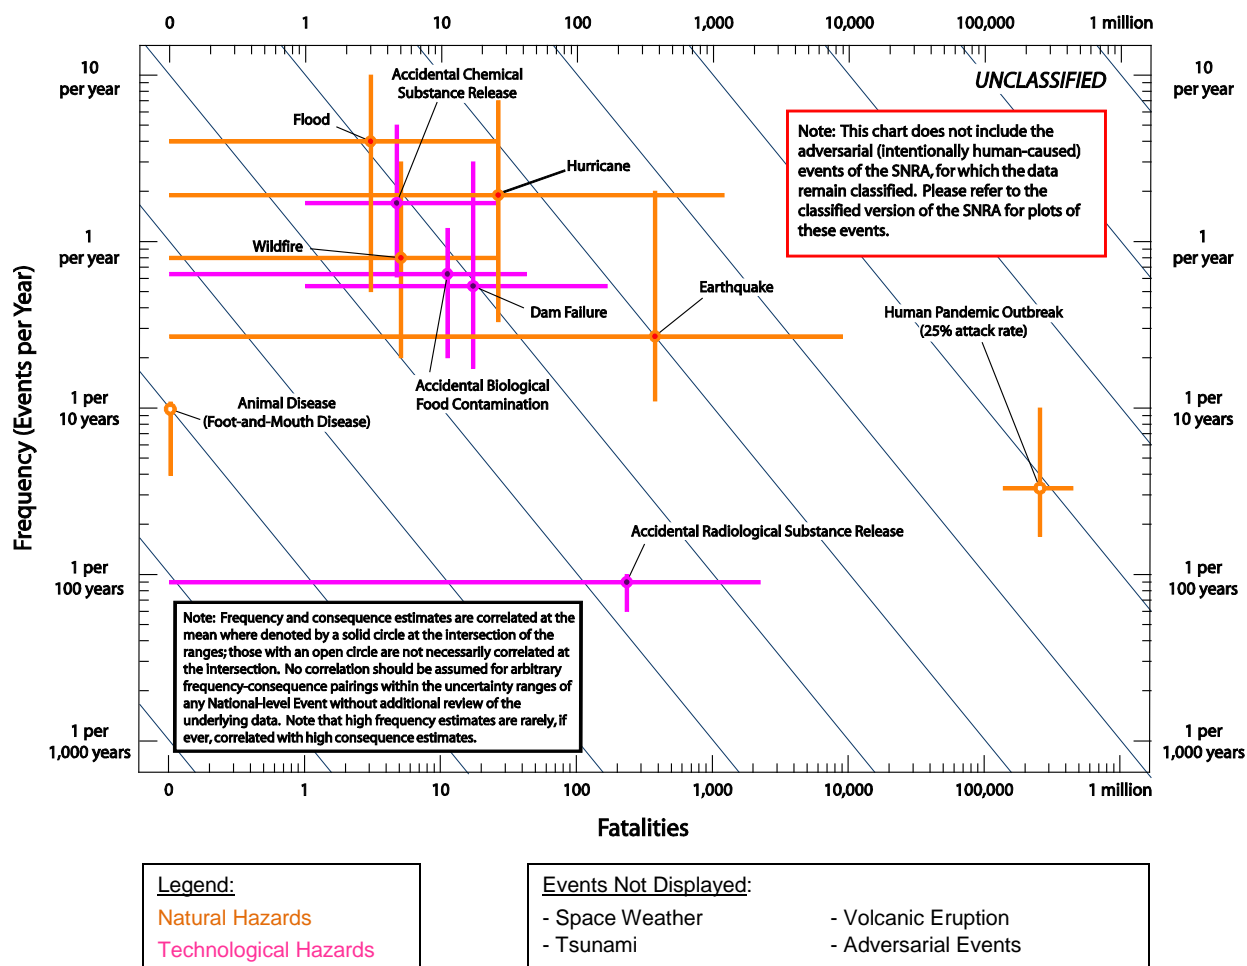 0 1 10 100 1,000 10,000 100,000 1 million
UNCLASSIFIED
10
per year
1
per year
1 per
10 years
1 per
100 years
1 per
1,000 years
Frequency (Events per Year)
10
per year
1
per year
1 per
10 years
1 per
100 years
1 per
1,000 years
Accidental Chemical
Substance Release
Flood
Hurricane
Wildfire
Earthquake
Dam Failure
Human Pandemic Outbreak
(25% attack rate)
Accidental Biological
Food Contamination
Animal Disease
(Foot-and-Mouth Disease)
Accidental Radiological Substance Release
Note: This chart does not include the
adversarial (intentionally human-caused)
events of the SNRA, for which the data
remain classified. Please refer to the
classified version of the SNRA for plots of
these events.
Note: Frequency and consequence estimates are correlated at the
mean where denoted by a solid circle at the intersection of the
ranges; those with an open circle are not necessarily correlated at
the intersection. No correlation should be assumed for arbitrary
frequency-consequence pairings within the uncertainty ranges of
any National-level Event without additional review of the
underlying data. Note that high frequency estimates are rarely, if
ever, correlated with high consequence estimates.
0 1 10 100 1,000 10,000 100,000 1 million
Fatalities
Legend:
Natural Hazards
Technological Hazards
Events Not Displayed:
- Space Weather
- Tsunami
- Volcanic Eruption
- Adversarial Events